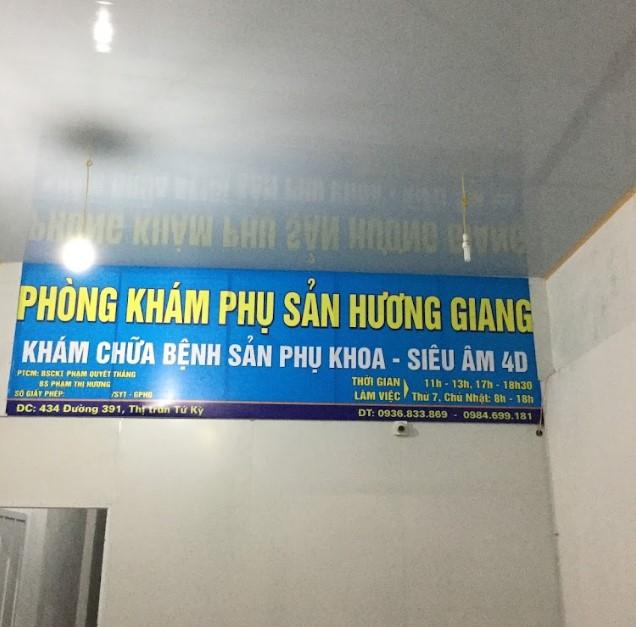 PHÒNG KHÁM PHỤ SẢN HƯƠNG GIANG
KHÁM CHỮA BỆNH SẢN PHỤ KHOA - SIÊU ÂM 4D
PTCM: BSCKI PHẠM QUYẾT THẮNG
BS PHẠM THỊ HƯƠNG
SỐ GIẤY PHÉP: /SYT - GPHĐ
THỜI GIAN LÀM VIỆC
11h - 13h, 17h - 18h30
Thứ 7, Chủ Nhật: 8h - 18h
DC: 434 Đường 391, Thị trấn Tứ Kỳ
DT: 0936.833.869 - 0984.699.181